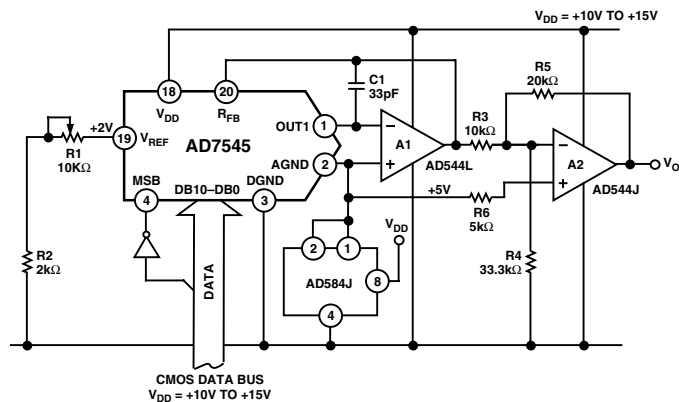 V_DD = +10V TO +15V
R5
20kΩ
C1
33pF
18
20
V_DD
R_FB
R3
10kΩ
OUT1
1
–
A1
+
–
A2
+
+2V
19
V_REF
AD7545
R1
10KΩ
AGND
2
AD544L
AD544J
V_O
MSB
DB10–DB0
DGND
4
3
+5V
R6
5kΩ
V_DD
R2
2kΩ
DATA
2
1
R4
33.3kΩ
AD584J
8
4
CMOS DATA BUS
V_DD = +10V TO +15V